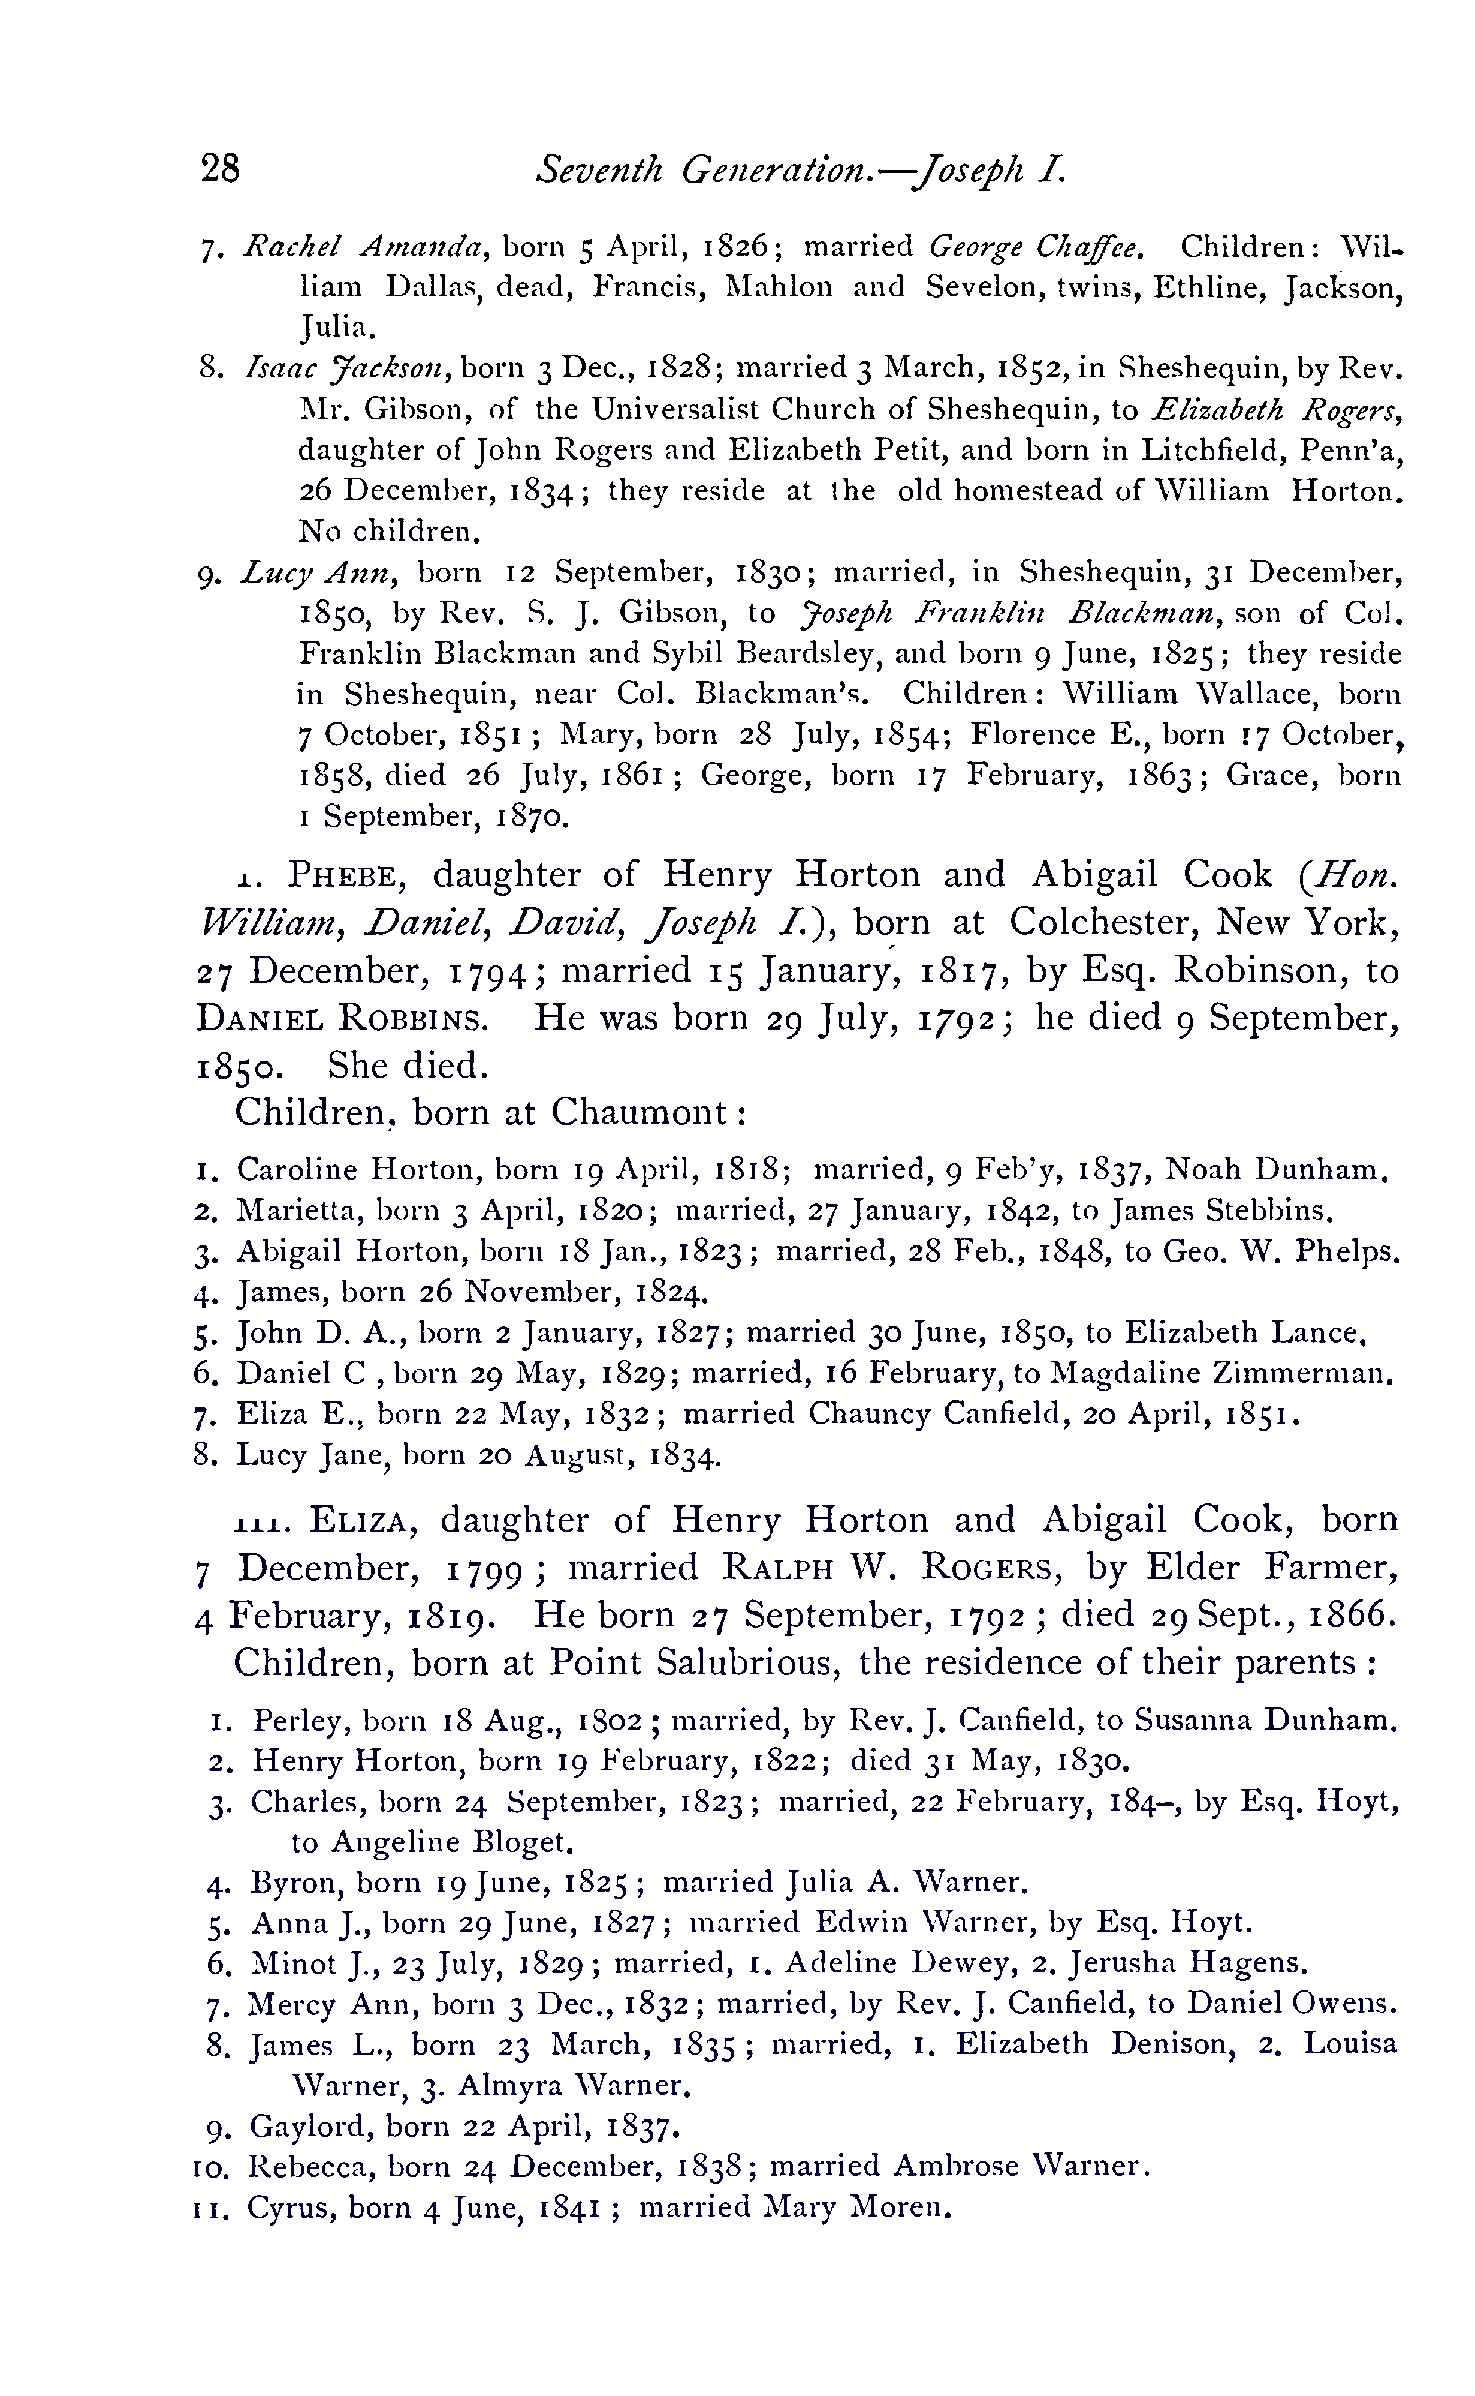 28 Seventh Generation.—Joseph I.
7. Rachel Amanda, born 5 April, 1826; married George Chaffee. Children: Wil-
liam Dallas, dead, Francis, Mahlon and Sevelon, twins, Ethline, Jackson,
Julia.
8. Isaac Jackson, born 3 Dec., 1828; married 3 March, 1852, in Sheshequin, by Rev.
Mr. Gibson, of the Universalist Church of Sheshequin, to Elizabeth Rogers,
daughter of John Rogers and Elizabeth Petit, and born in Litchfield, Penn'a,
26 December, 1834; they reside at the old homestead of William Horton.
No children.
9. Lucy Ann, born 12 September, 1830; married, in Sheshequin, 31 December,
1850, by Rev. S. J. Gibson, to Joseph Franklin Blackman, son of Col.
Franklin Blackman and Sybil Beardsley, and born 9 June, 1825; they reside
in Sheshequin, near Col. Blackman's. Children: William Wallace, born
7 October, 1851; Mary, born 28 July, 1854; Florence E., born 17 October,
1858, died 26 July, 1861; George, born 17 February, 1863; Grace, born
1 September, 1870.
I. PHEBE, daughter of Henry Horton and Abigail Cook (Hon.
William, Daniel, David, Joseph I.), born at Colchester, New York,
27 December, 1794; married 15 January, 1817, by Esq. Robinson, to
DANIEL ROBBINS. He was born 29 July, 1792; he died 9 September,
1850. She died.
Children, born at Chaumont:
1. Caroline Horton, born 19 April, 1818; married, 9 Feb'y, 1837, Noah Dunham.
2. Marietta, born 3 April, 1820; married, 27 January, 1842, to James Stebbins.
3. Abigail Horton, born 18 Jan., 1823; married, 28 Feb., 1848, to Geo. W. Phelps.
4. James, born 26 November, 1824.
5. John D. A., born 2 January, 1827; married 30 June, 1850, to Elizabeth Lance.
6. Daniel C , born 29 May, 1829; married, 16 February, to Magdaline Zimmerman.
7. Eliza E., born 22 May, 1832; married Chauncy Canfield, 20 April, 1851.
8. Lucy Jane, born 20 August, 1834.
III. ELIZA, daughter of Henry Horton and Abigail Cook, born
7 December, 1799; married RALPH W. ROGERS, by Elder Farmer,
4 February, 1819. He born 27 September, 1792; died 29 Sept., 1866.
Children, born at Point Salubrious, the residence of their parents:
1. Perley, born 18 Aug., 1802; married, by Rev. J. Canfield, to Susanna Dunham.
2. Henry Horton, born 19 February, 1822; died 31 May, 1830.
3. Charles, born 24 September, 1823; married, 22 February, 184–, by Esq. Hoyt,
to Angeline Bloget.
4. Byron, born 19 June, 1825; married Julia A. Warner.
5. Anna J., born 29 June, 1827; married Edwin Warner, by Esq. Hoyt.
6. Minot J., 23 July, 1829; married, 1. Adeline Dewey, 2. Jerusha Hagens.
7. Mercy Ann, born 3 Dec., 1832; married, by Rev. J. Canfield, to Daniel Owens.
8. James L., born 23 March, 1835; married, 1. Elizabeth Denison, 2. Louisa
Warner, 3. Almyra Warner.
9. Gaylord, born 22 April, 1837.
10. Rebecca, born 24 December, 1838; married Ambrose Warner.
11. Cyrus, born 4 June, 1841; married Mary Moren.